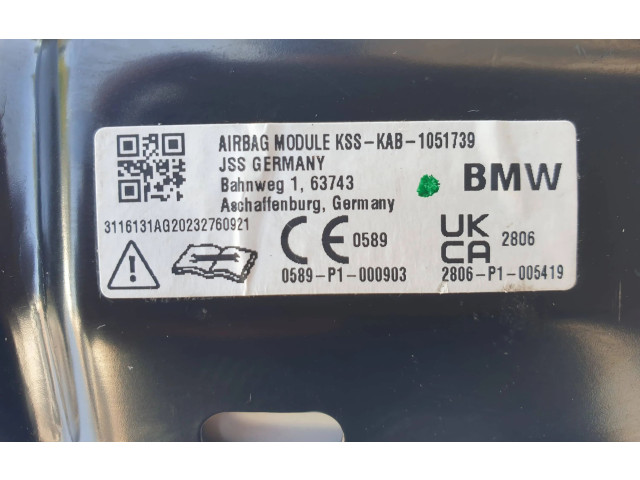 AIRBAG MODULE KSS-KAB-1051739
JSS GERMANY
Bahnweg 1, 63743
Aschaffenburg, Germany
BMW
3116131AG20232760921
CE 0589
UK
CA 2806
0589-P1-000903
2806-P1-005419